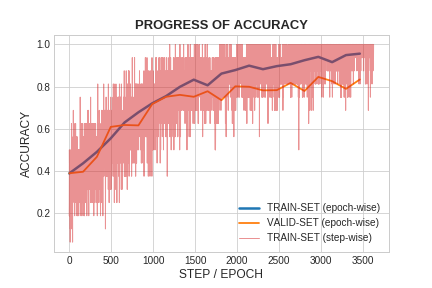 PROGRESS OF ACCURACY
1.0
0.8
0.6
0.4
0.2
ACCURACY
TRAIN-SET (epoch-wise)
VALID-SET (epoch-wise)
TRAIN-SET (step-wise)
0 500 1000 1500 2000 2500 3000 3500
STEP / EPOCH